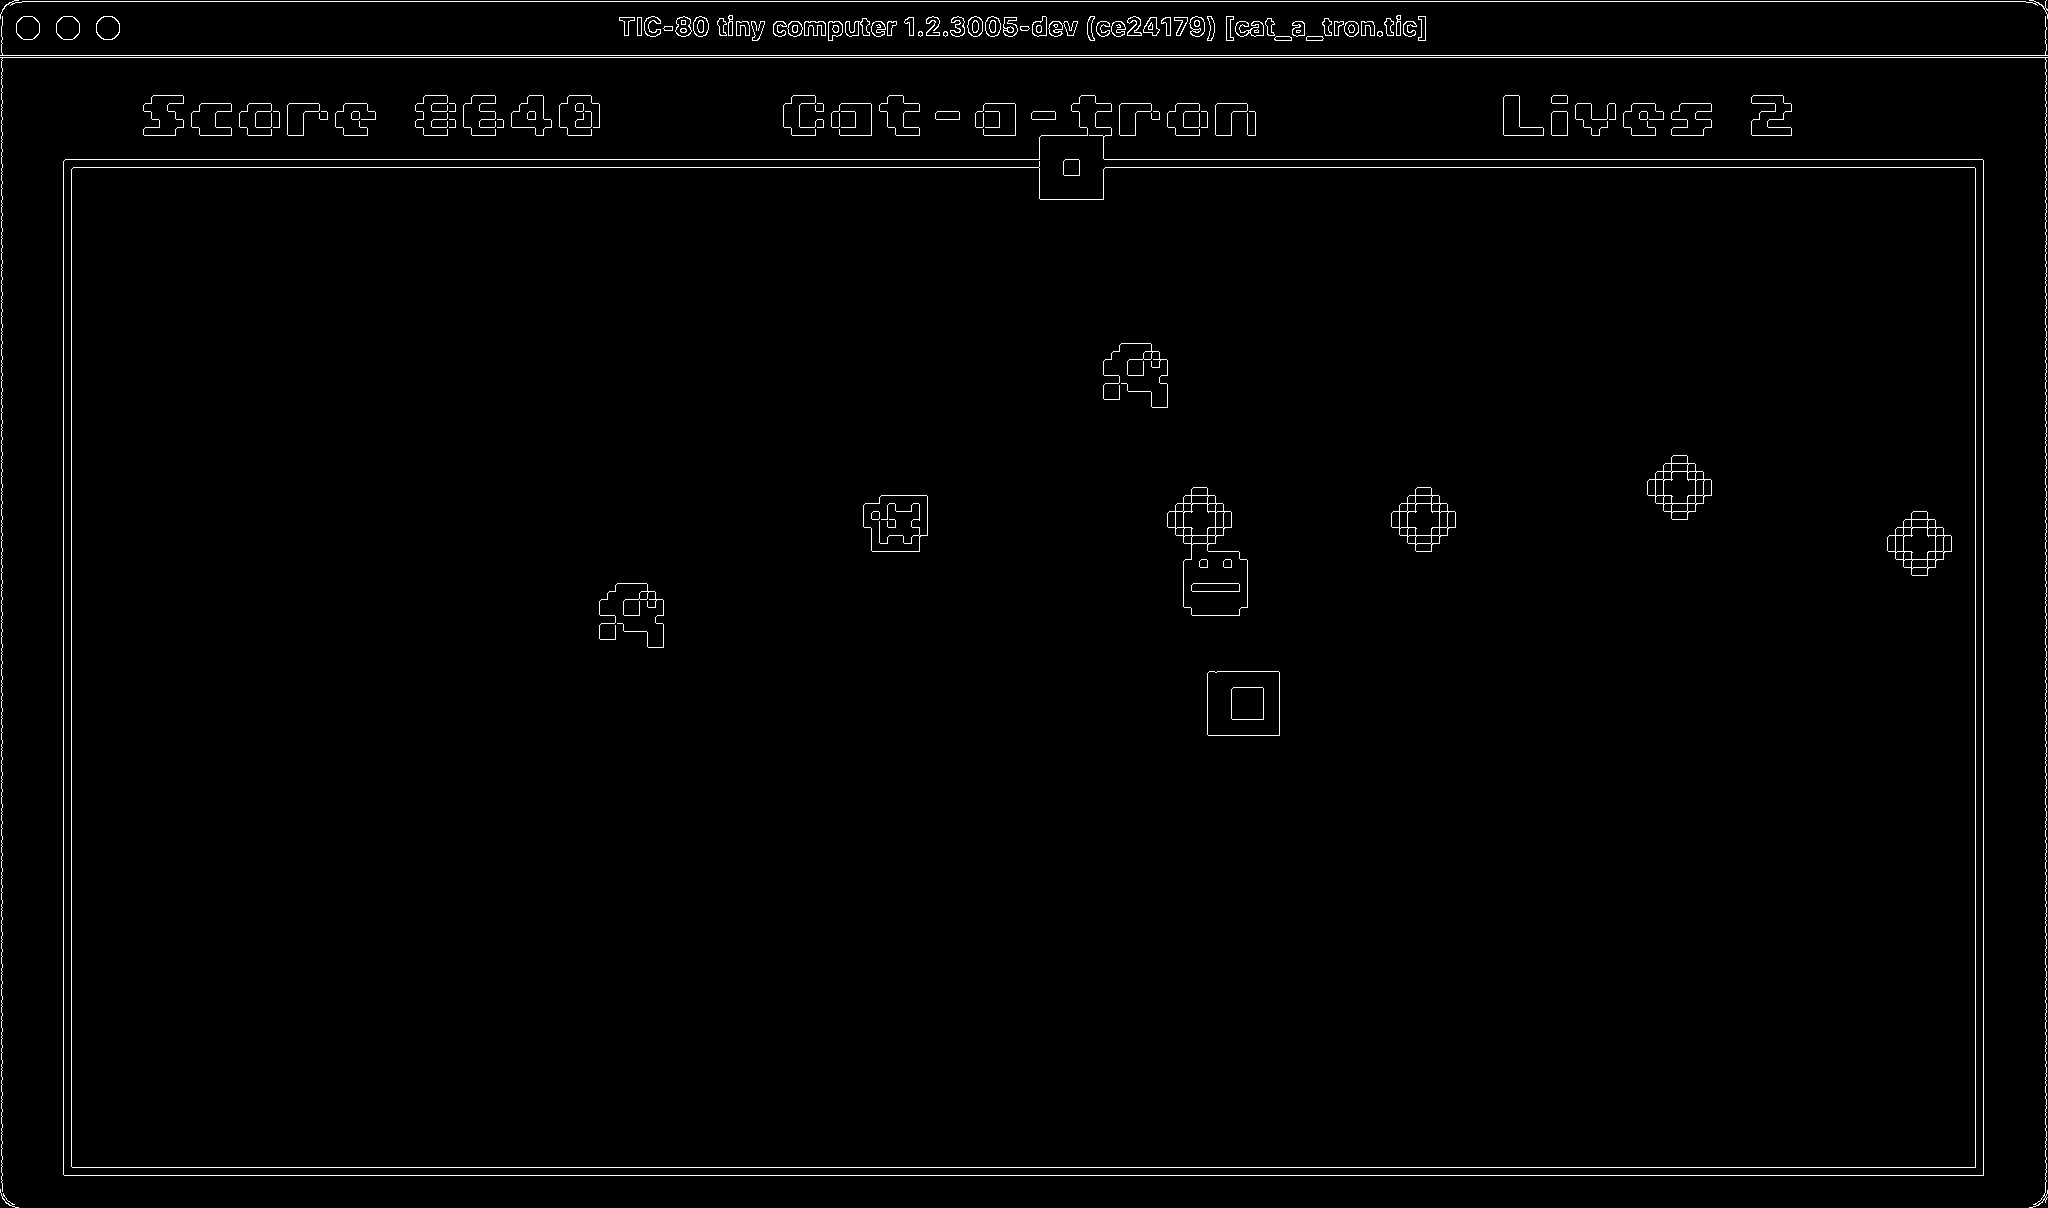 TIC-80 tiny computer 1.2.3005-dev (ce24179) [cat_a_tron.tic]
Score 8640 Cat-a-tron Lives 2